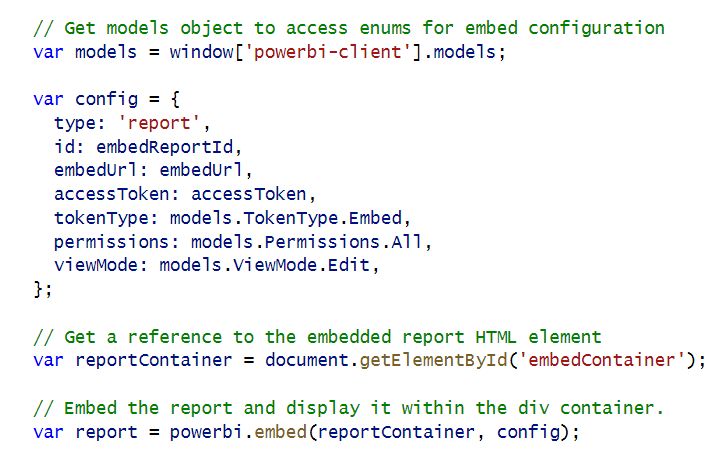 // Get models object to access enums for embed configuration
var models = window['powerbi-client'].models;
var config = {
type: 'report',
id: embedReportId,
embedUrl: embedUrl,
accessToken: accessToken,
tokenType: models.TokenType.Embed,
permissions: models.Permissions.All,
viewMode: models.ViewMode.Edit,
};
// Get a reference to the embedded report HTML element
var reportContainer = document.getElementById('embedContainer');
// Embed the report and display it within the div container.
var report = powerbi.embed(reportContainer, config);